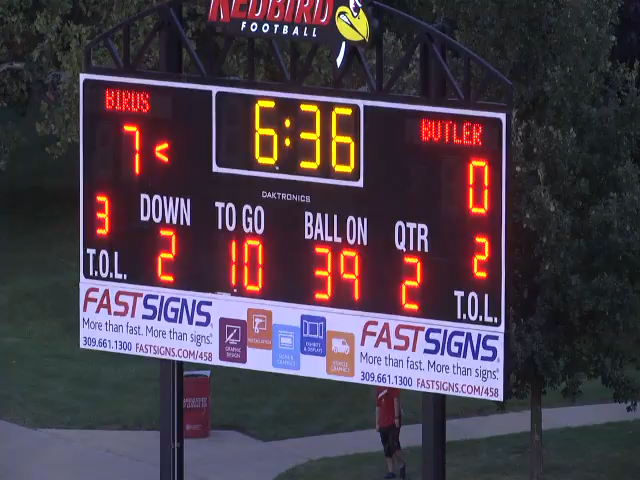 REDBIRD
FOOTBALL
BIRDS
7 <
6:36
BUTLER
0
DAKTRONICS
3
DOWN
2
TO GO
10
BALL ON
39
QTR
2
2
T.O.L.
T.O.L.
FASTSIGNS
More than fast. More than signs.
309.661.1300 FASTSIGNS.COM/458
GRAPHIC
DESIGN
FASTSIGNS
More than fast. More than signs.
309.661.1300 FASTSIGNS.COM/458